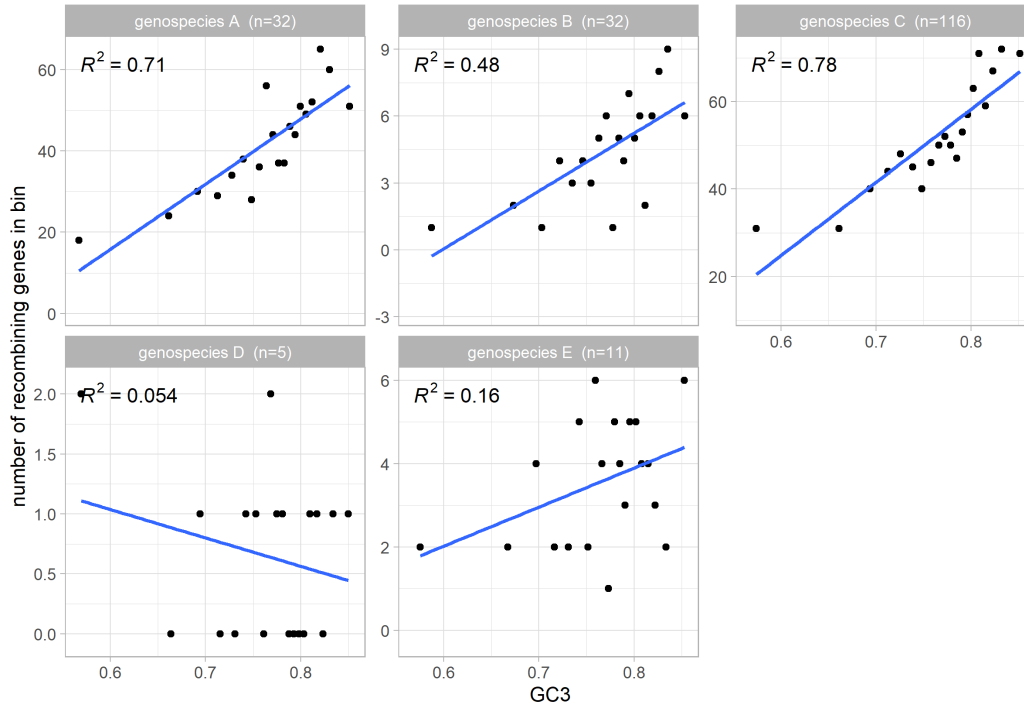 genospecies A (n=32)
genospecies B (n=32)
genospecies C (n=116)
R² = 0.71
R² = 0.48
R² = 0.78
60
40
20
0
9
6
3
0
-3
60
40
20
0.6 0.7 0.8
genospecies D (n=5)
genospecies E (n=11)
R² = 0.054
R² = 0.16
2.0
1.5
1.0
0.5
0.0
6
4
2
0
0.6 0.7 0.8
0.6 0.7 0.8
GC3
number of recombining genes in bin